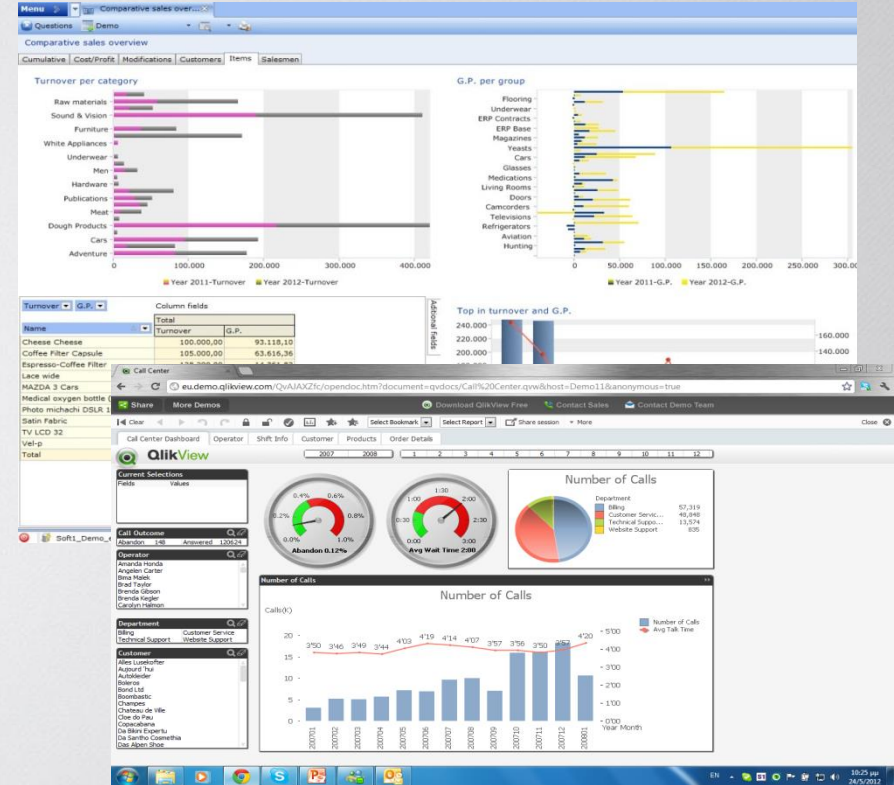 Menu
Comparative sales over...
Questions Demo
Comparative sales overview
Cumulative Cost/Profit Modifications Customers Items Salesmen
Turnover per category
Raw materials
Sound & Vision
Furniture
White Appliances
Underwear
Men
Hardware
Publications
Meat
Dough Products
Cars
Adventure
0 100.000 200.000 300.000 400.000
Year 2011-Turnover Year 2012-Turnover
G.P. per group
Flooring
Underwear
ERP Contracts
ERP Base
Magazines
Yeasts
Cars
Glasses
Medications
Living Rooms
Doors
Camcorders
Televisions
Refrigerators
Aviation
Hunting
0 50.000 100.000 150.000 200.000 250.000 300.0
Year 2011-G.P. Year 2012-G.P.
Turnover G.P. Column fields
Total
Name Turnover G.P.
Cheese Cheese 100.000,00 93.118,10
Coffee Filter Capsule 105.000,00 63.616,36
Espresso-Coffee Filter
Lace wide
MAZDA 3 Cars
Medical oxygen bottle (
Photo michachi DSLR 1
Satin Fabric
TV LCD 32
Vel-p
Total
Aditional fields
Top in turnover and G.P.
240.000
220.000
200.000
160.000
140.000
Soft1_Demo_e
Call Center
eu.demo.qlikview.com/QvAJAXZfc/opendoc.htm?document=qvdocs/Call%20Center.qvw&host=Demo11&anonymous=true
Share More Demos Download QlikView Free Contact Sales Contact Demo Team
Clear Select Bookmark Select Report Share session More Close
Call Center Dashboard Operator Shift Info Customer Products Order Details
QlikView 2007 2008 1 2 3 4 5 6 7 8 9 10 11 12
Current Selections
Fields Values
Call Outcome
Abandon 148 Answered 120624
Operator
Amanda Honda
Angelen Carter
Bima Malek
Brad Taylor
Brenda Gibson
Brenda Kegler
Carolyn Halmon
Department
Billing Customer Service
Technical Support Website Support
Customer
Alles Lusekofter
Aujourd 'hui
Autokleider
Boleros
Bond Ltd
Boombastic
Champes
Chateau de Ville
Cloe do Pau
Copacabana
Da Bikini Expertu
Da Santho Cosmethia
Das Alpen Shoe
0.0% 0.2% 0.4% 0.6% 0.8% 1.0%
Abandon 0.12%
0:00 0:30 1:00 1:30 2:00 2:30 3:00
Avg Wait Time 2:08
Number of Calls
Department
Billing 57,319
Customer Servic... 48,848
Technical Suppo... 13,574
Website Support 835
Number of Calls
Number of Calls
Calls(K)
20
15
10
5
0
3'50 3'46 3'49 3'44 4'03 4'19 4'14 4'07 3'57 3'56 3'50 3'53 4'20
5'00
4'00
3'00
2'00
1'00
0'00
Number of Calls
Avg Talk Time
200701 200702 200703 200704 200705 200706 200707 200708 200709 200710 200711 200712 200801
Year Month
EN
10:25 μμ
24/5/2012